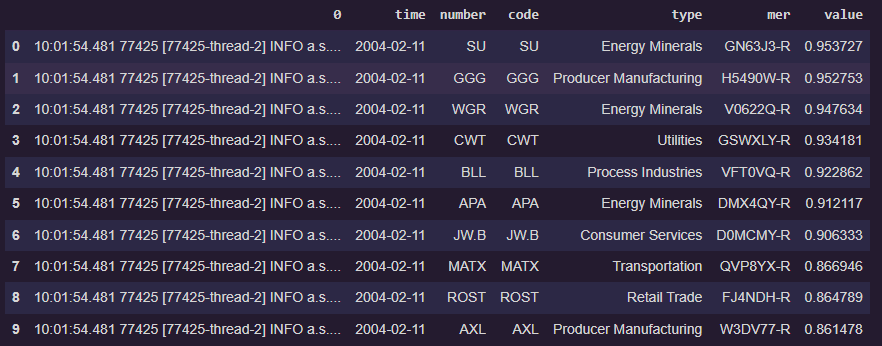 0 time number code type mer value
0 10:01:54.481 77425 [77425-thread-2] INFO a.s.... 2004-02-11 SU SU Energy Minerals GN63J3-R 0.953727
1 10:01:54.481 77425 [77425-thread-2] INFO a.s.... 2004-02-11 GGG GGG Producer Manufacturing H5490W-R 0.952753
2 10:01:54.481 77425 [77425-thread-2] INFO a.s.... 2004-02-11 WGR WGR Energy Minerals V0622Q-R 0.947634
3 10:01:54.481 77425 [77425-thread-2] INFO a.s.... 2004-02-11 CWT CWT Utilities GSWXLY-R 0.934181
4 10:01:54.481 77425 [77425-thread-2] INFO a.s.... 2004-02-11 BLL BLL Process Industries VFT0VQ-R 0.922862
5 10:01:54.481 77425 [77425-thread-2] INFO a.s.... 2004-02-11 APA APA Energy Minerals DMX4QY-R 0.912117
6 10:01:54.481 77425 [77425-thread-2] INFO a.s.... 2004-02-11 JW.B JW.B Consumer Services D0MCMY-R 0.906333
7 10:01:54.481 77425 [77425-thread-2] INFO a.s.... 2004-02-11 MATX MATX Transportation QVP8YX-R 0.866946
8 10:01:54.481 77425 [77425-thread-2] INFO a.s.... 2004-02-11 ROST ROST Retail Trade FJ4NDH-R 0.864789
9 10:01:54.481 77425 [77425-thread-2] INFO a.s.... 2004-02-11 AXL AXL Producer Manufacturing W3DV77-R 0.861478